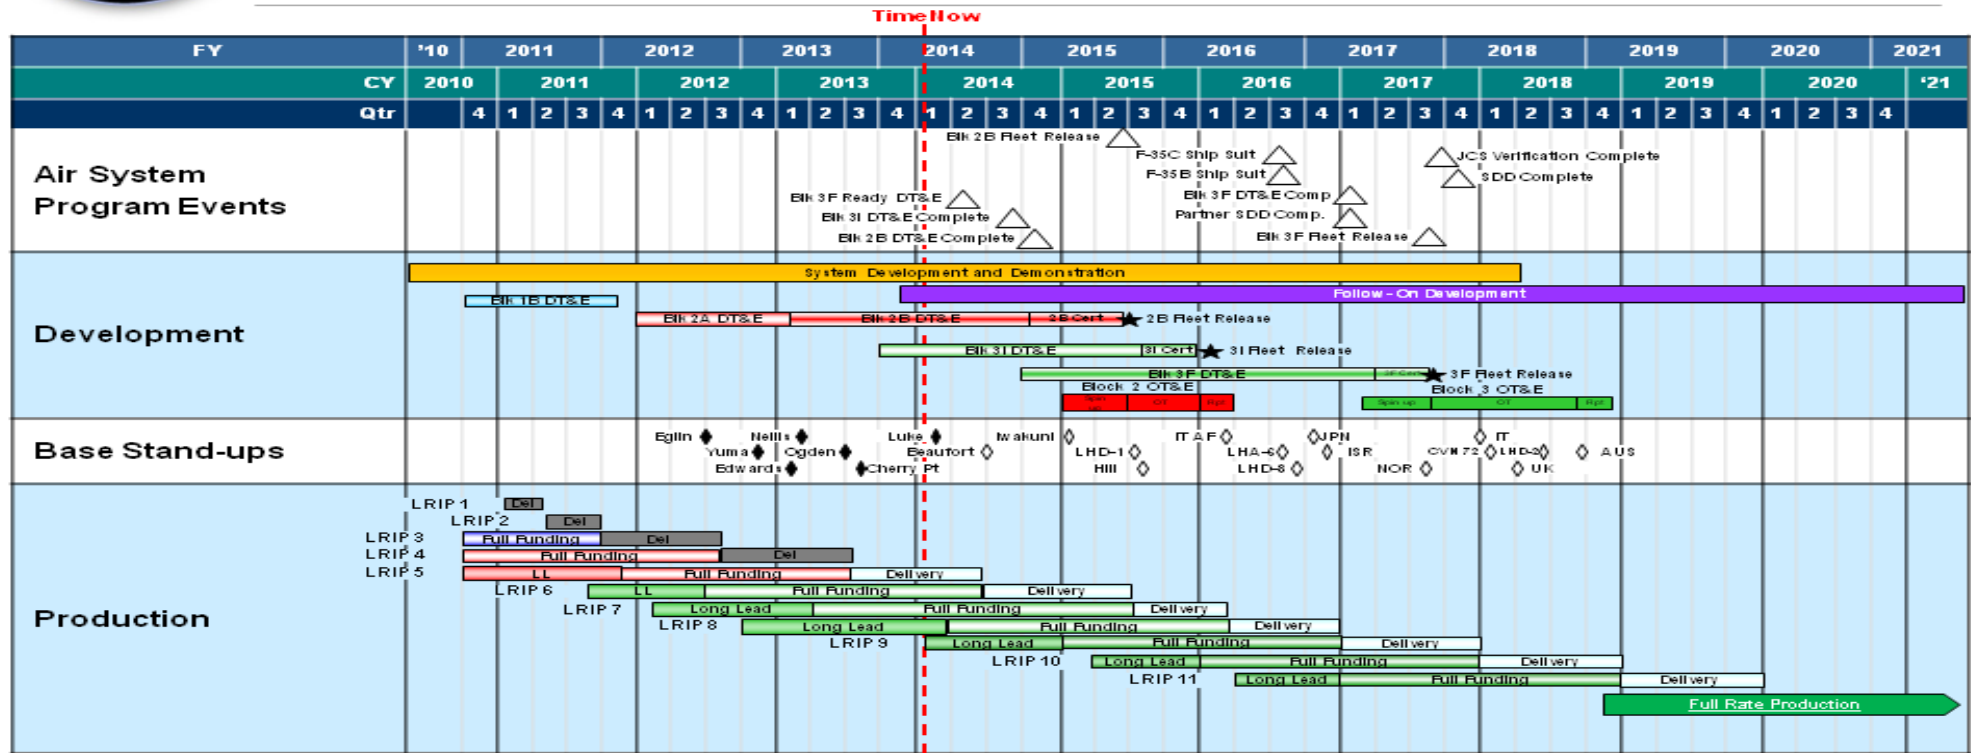 TimeNow
FY '10 2011 2012 2013 2014 2015 2016 2017 2018 2019 2020 2021
CY 2010 2011 2012 2013 2014 2015 2016 2017 2018 2019 2020 '21
Qtr 4 1 2 3 4 1 2 3 4 1 2 3 4 1 2 3 4 1 2 3 4 1 2 3 4 1 2 3 4 1 2 3 4 1 2 3 4 1 2 3 4
Air System
Program Events
Blk 2B Fleet Release
F-35C Ship Suit
JCS Verification Complete
F-35B Ship Suit
SDD Complete
Blk 3F Ready DT&E
Blk 3F DT&E Comp
Blk 3I DT&E Complete
Partner SDD Comp.
Blk 2B DT&E Complete
Blk 3F Fleet Release
Development
System Development and Demonstration
Follow-On Development
Blk 1B DT&E
Blk 2A DT&E Blk 2B DT&E 2B Cert 2B Fleet Release
Blk 3I DT&E 3I Cert 3I Fleet Release
Blk 3F DT&E 3F Cert 3F Fleet Release
Block 2 OT&E Block 3 OT&E
Spin up OT Rpt Spin up OT Rpt
Base Stand-ups
Eglin Nellis Luke Iwakuni ITAF JPN IT
Yuma Ogden Beaufort LHD-1 LHA-6 ISR CVN 72 LHD-2 AUS
Edwards Cherry Pt Hill LHD-8 NOR UK
Production
LRIP 1 Del
LRIP 2 Del
LRIP 3 Full Funding Del
LRIP 4 Full Funding Del
LRIP 5 LL Full Funding Delivery
LRIP 6 LL Full Funding Delivery
LRIP 7 Long Lead Full Funding Delivery
LRIP 8 Long Lead Full Funding Delivery
LRIP 9 Long Lead Full Funding Delivery
LRIP 10 Long Lead Full Funding Delivery
LRIP 11 Long Lead Full Funding Delivery
Full Rate Production